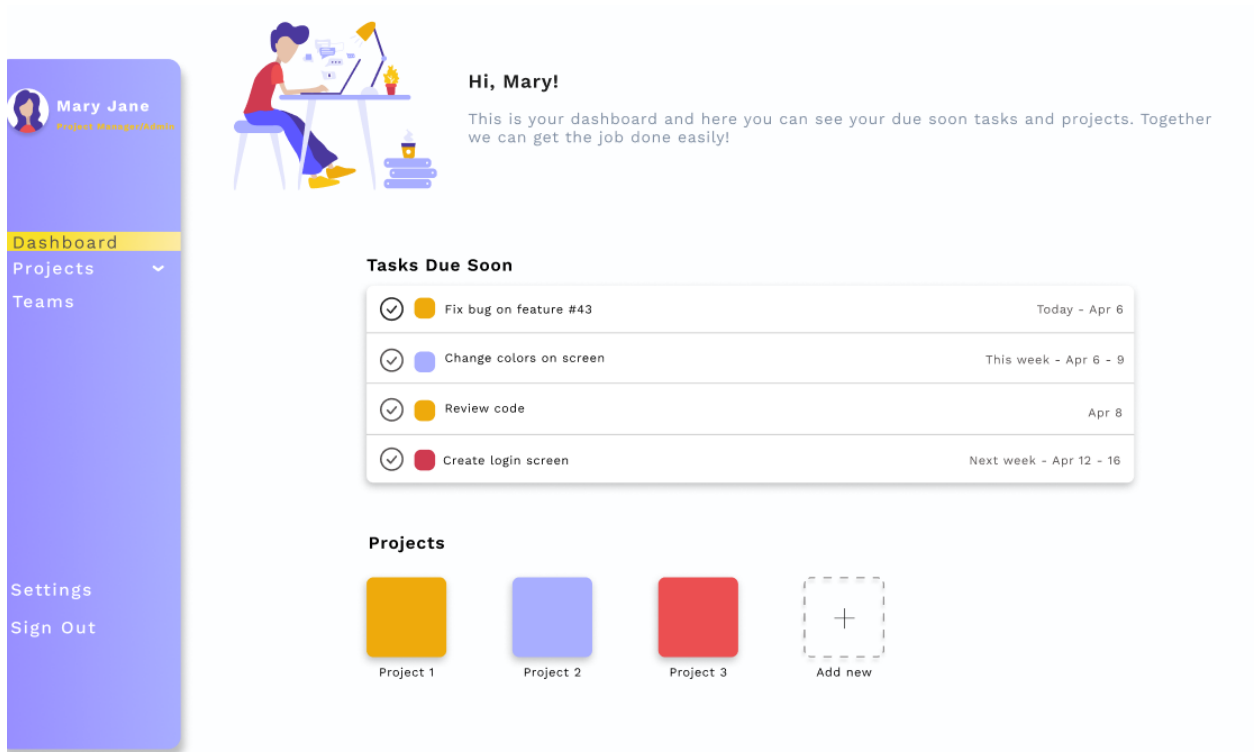 Mary Jane
Project Manager/Admin
Dashboard
Projects
Teams
Settings
Sign Out
Hi, Mary!
This is your dashboard and here you can see your due soon tasks and projects. Together
we can get the job done easily!
Tasks Due Soon
Fix bug on feature #43 Today - Apr 6
Change colors on screen This week - Apr 6 - 9
Review code Apr 8
Create login screen Next week - Apr 12 - 16
Projects
Project 1 Project 2 Project 3 Add new